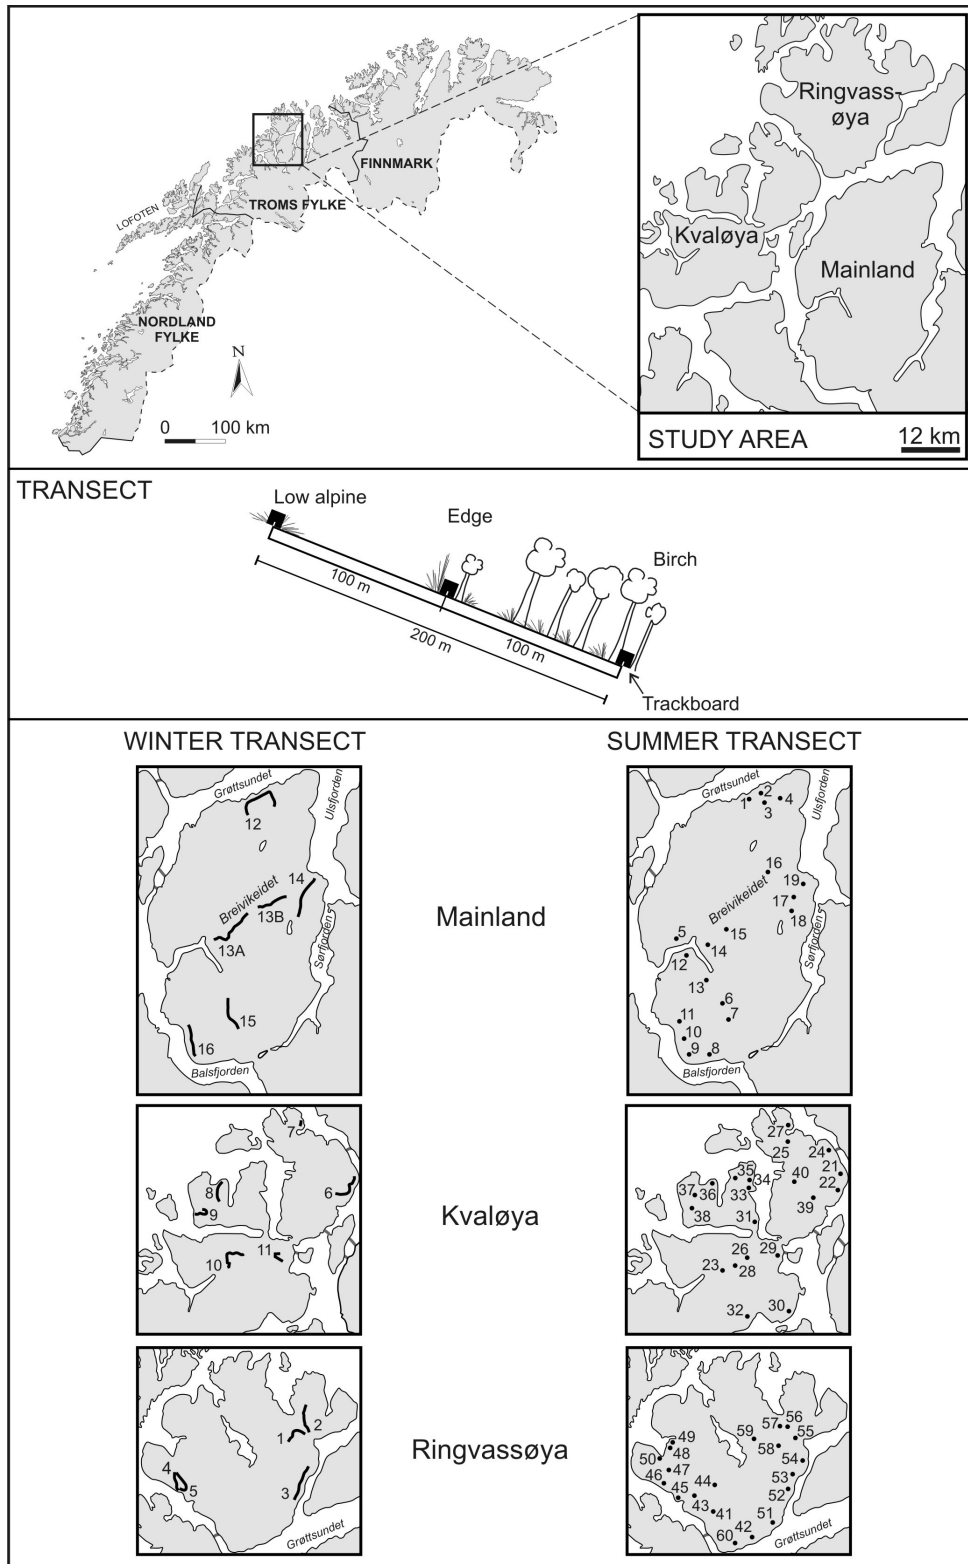 Ringvass-
øya
FINNMARK
TROMS FYLKE
LOFOTEN
Kvaløya
Mainland
NORDLAND
FYLKE
N
0 100 km
STUDY AREA 12 km
TRANSECT
Low alpine
Edge
Birch
100 m
200 m
100 m
Trackboard
WINTER TRANSECT
SUMMER TRANSECT
Grøttsundet
Ulsfjorden
12
14
Breivikeidet
13B
13A
Sørfjorden
15
16
Balsfjorden
Mainland
Grøttsundet
Ulsfjorden
1
2
3
4
16
19
Breivikeidet
17
18
5
15
14
12
Sørfjorden
13
6
7
11
10
9
8
Balsfjorden
7
8
6
9
10
11
Kvaløya
27
25
24
35
34
40
21
22
37
36
33
39
38
31
26
29
23
28
32
30
2
1
4
5
3
Grøttsundet
Ringvassøya
57
56
59
55
49
58
48
50
54
47
53
46
44
45
52
43
41
51
60
42
Grøttsundet